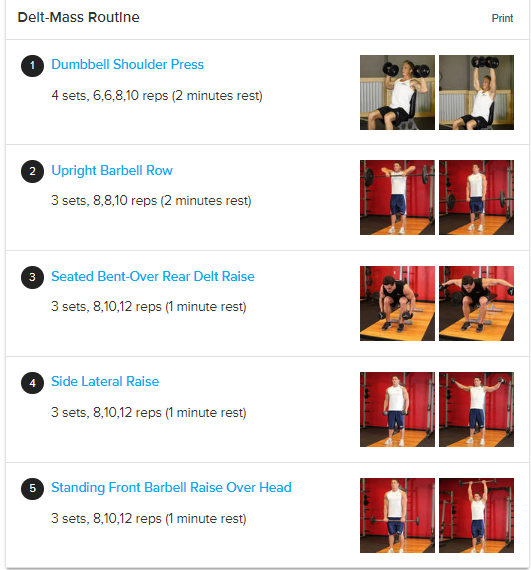 Delt-Mass Routine
Print
1 Dumbbell Shoulder Press
4 sets, 6,6,8,10 reps (2 minutes rest)
2 Upright Barbell Row
3 sets, 8,8,10 reps (2 minutes rest)
3 Seated Bent-Over Rear Delt Raise
3 sets, 8,10,12 reps (1 minute rest)
4 Side Lateral Raise
3 sets, 8,10,12 reps (1 minute rest)
5 Standing Front Barbell Raise Over Head
3 sets, 8,10,12 reps (1 minute rest)